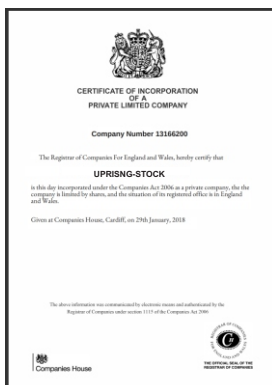 CERTIFICATE OF INCORPORATION
OF A
PRIVATE LIMITED COMPANY
Company Number 13166200
The Registrar of Companies For England and Wales, hereby certify that
UPRISNG-STOCK
is this day incorporated under the Companies Act 2006 as a private company, the the
company is limited by shares, and the situation of its registered office is in England
and Wales.
Given at Companies House, Cardiff, on 29th January, 2018
The above information was communicated by electronic means and authenticated by the
Registrar of Companies under section 1115 of the Companies Act 2006
Companies House
THE OFFICIAL SEAL OF THE
REGISTRAR OF COMPANIES